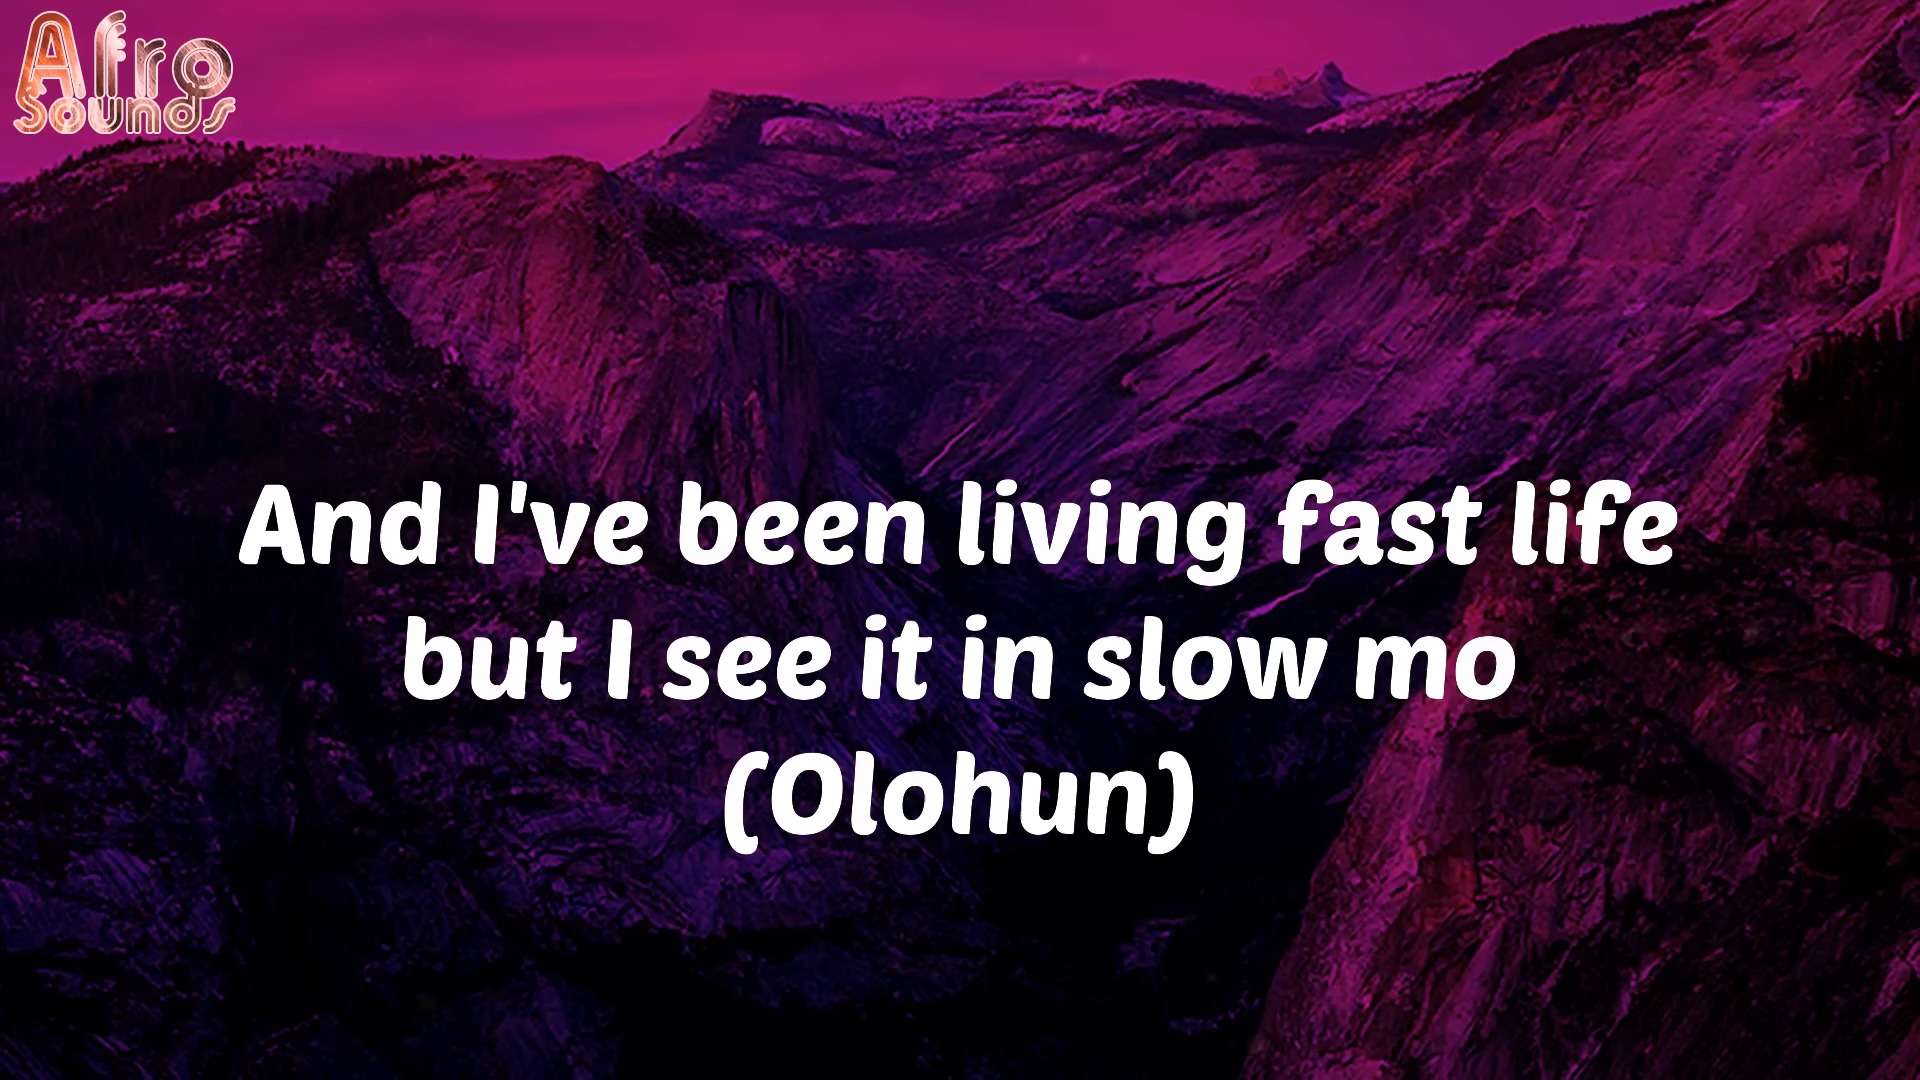 Afro
Sounds
And I've been living fast life
but I see it in slow mo
(Olohun)